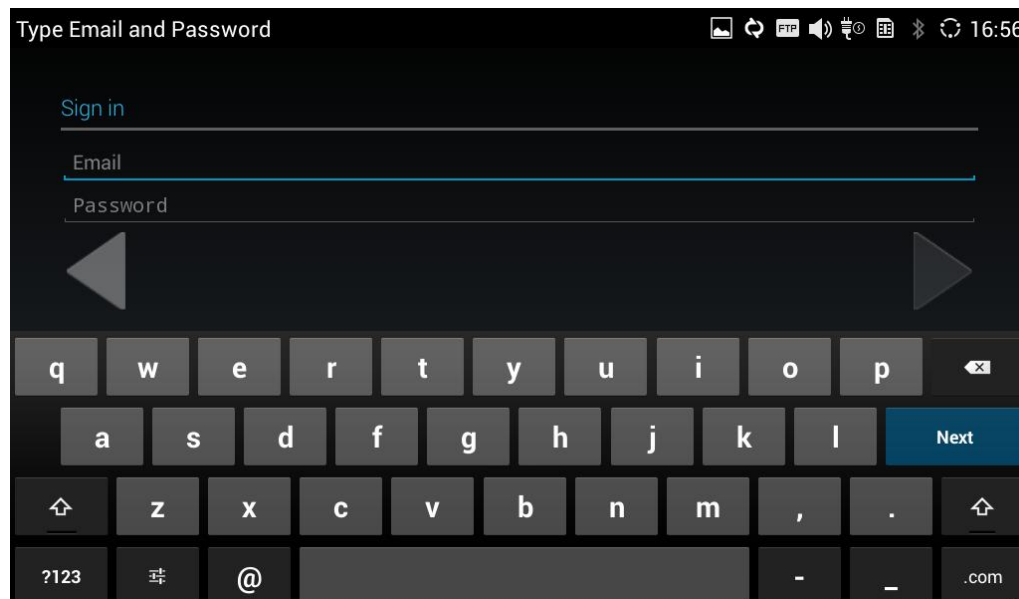 Type Email and Password FTP 16:56
Sign in
Email
Password
q w e r t y u i o p
a s d f g h j k l Next
z x c v b n m , .
?123 @ - _ .com